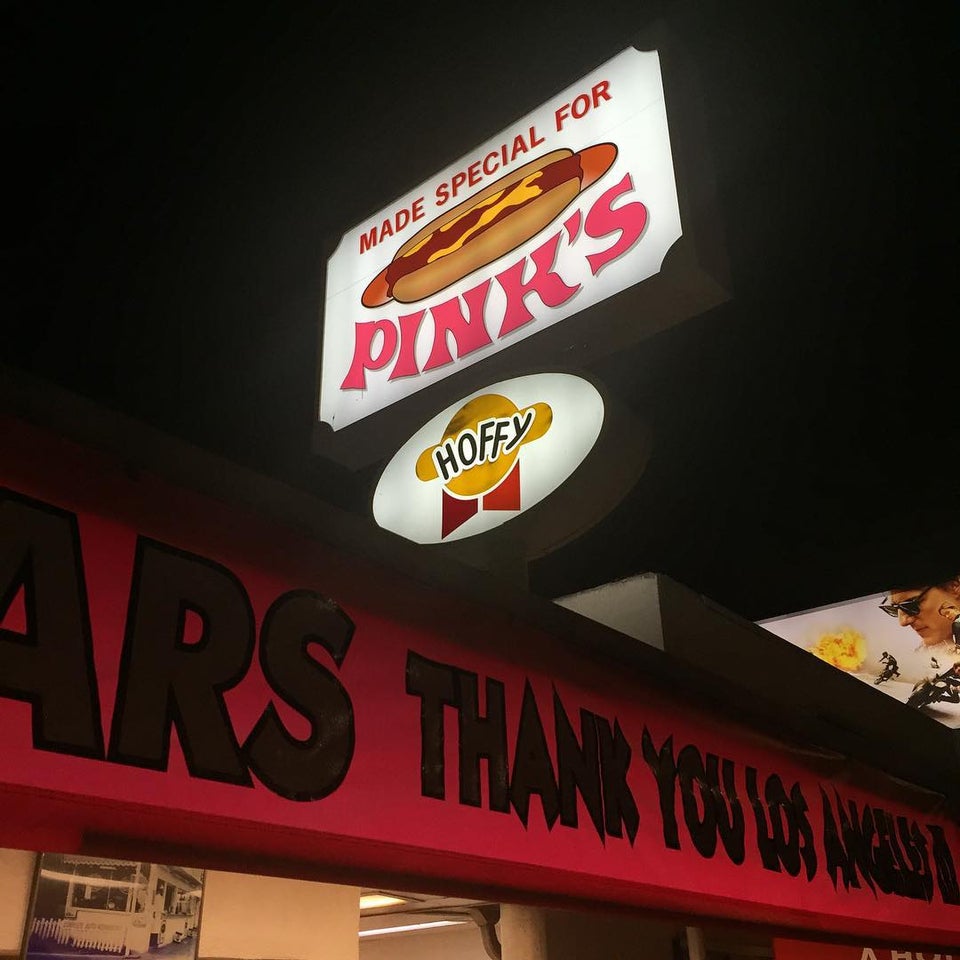 MADE SPECIAL FOR
PINK'S
HOFFY
ARS THANK YOU LOS ANGELES